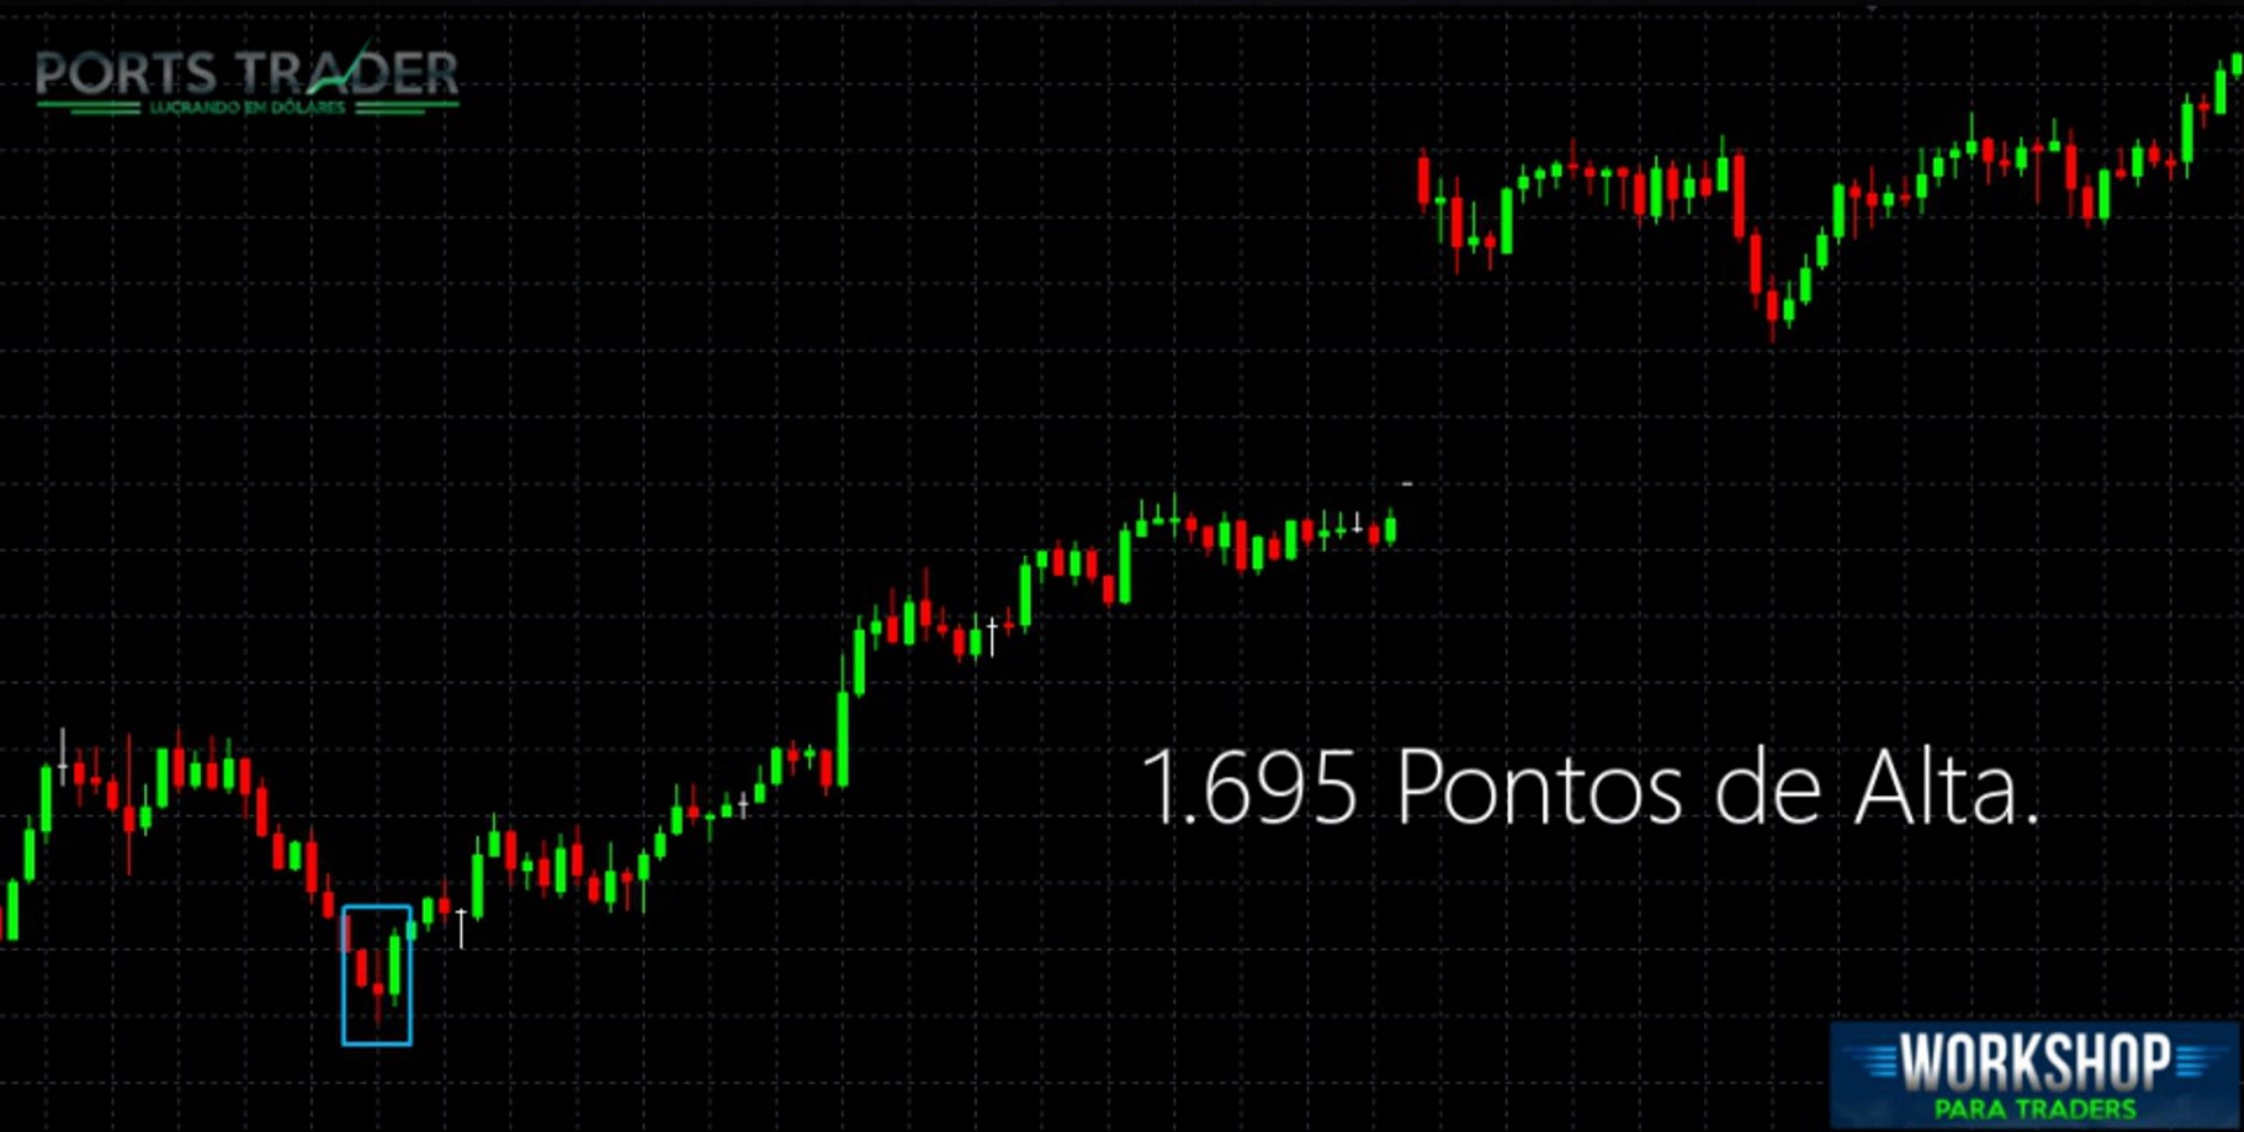 PORTS TRADER
LUCRANDO EM DÓLARES
1.695 Pontos de Alta.
WORKSHOP
PARA TRADERS